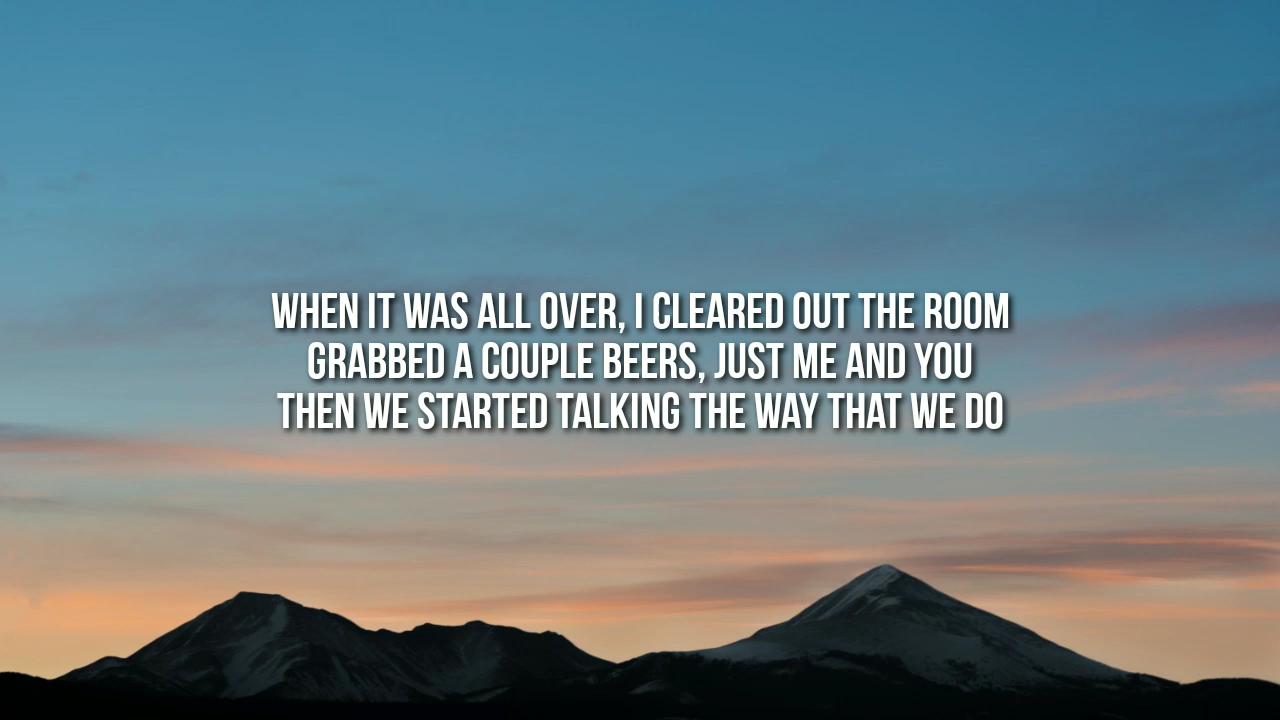 WHEN IT WAS ALL OVER, I CLEARED OUT THE ROOM
GRABBED A COUPLE BEERS, JUST ME AND YOU
THEN WE STARTED TALKING THE WAY THAT WE DO